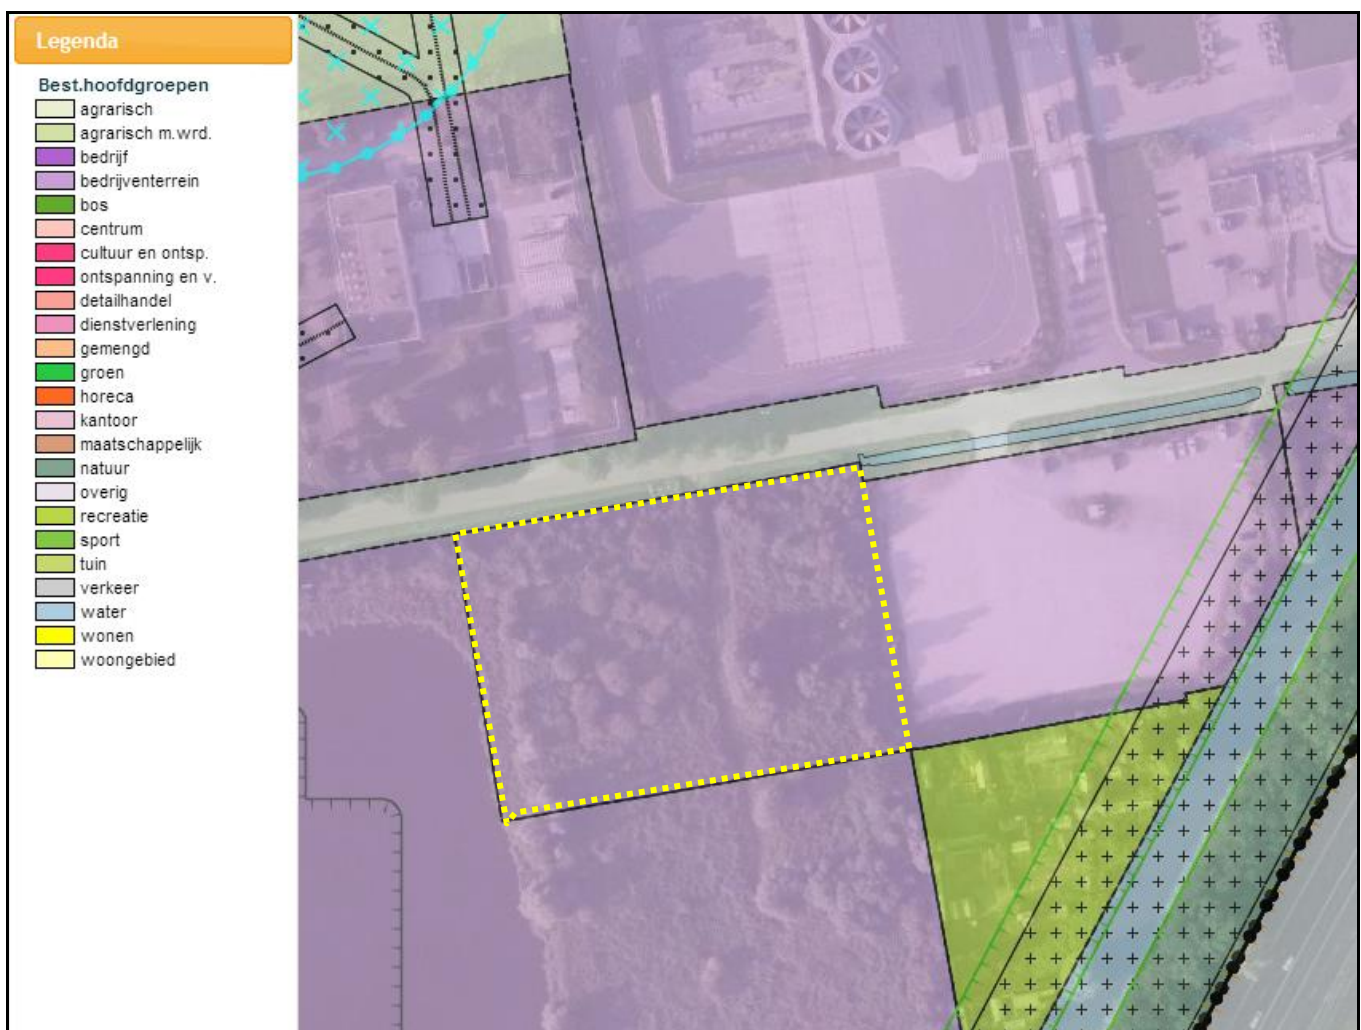 Legenda
Best.hoofdgroepen
agrarisch
agrarisch m.wrd.
bedrijf
bedrijventerrein
bos
centrum
cultuur en ontsp.
ontspanning en v.
detailhandel
dienstverlening
gemengd
groen
horeca
kantoor
maatschappelijk
natuur
overig
recreatie
sport
tuin
verkeer
water
wonen
woongebied